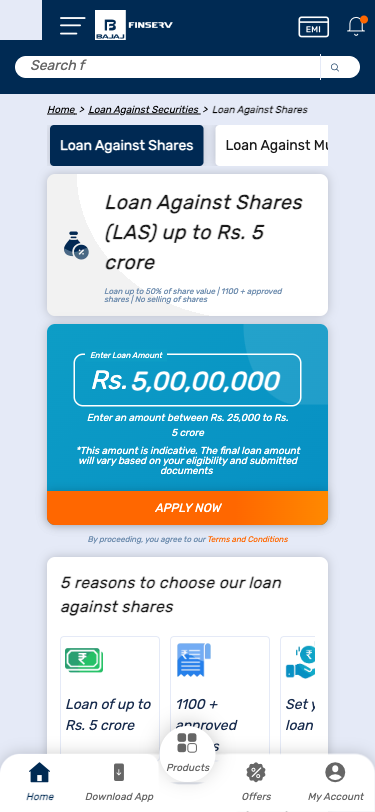 BAJAJ FINSERV
EMI
Search f
Home > Loan Against Securities > Loan Against Shares
Loan Against Shares
Loan Against Mu
Loan Against Shares
(LAS) up to Rs. 5
crore
Loan up to 50% of share value | 1100 + approved
shares | No selling of shares
Enter Loan Amount
Rs. 5,00,00,000
Enter an amount between Rs. 25,000 to Rs.
5 crore
*This amount is indicative. The final loan amount
will vary based on your eligibility and submitted
documents
APPLY NOW
By proceeding, you agree to our Terms and Conditions
5 reasons to choose our loan
against shares
Loan of up to
Rs. 5 crore
1100 +
approved
Set y
loan
Home
Download App
Products
Offers
My Account